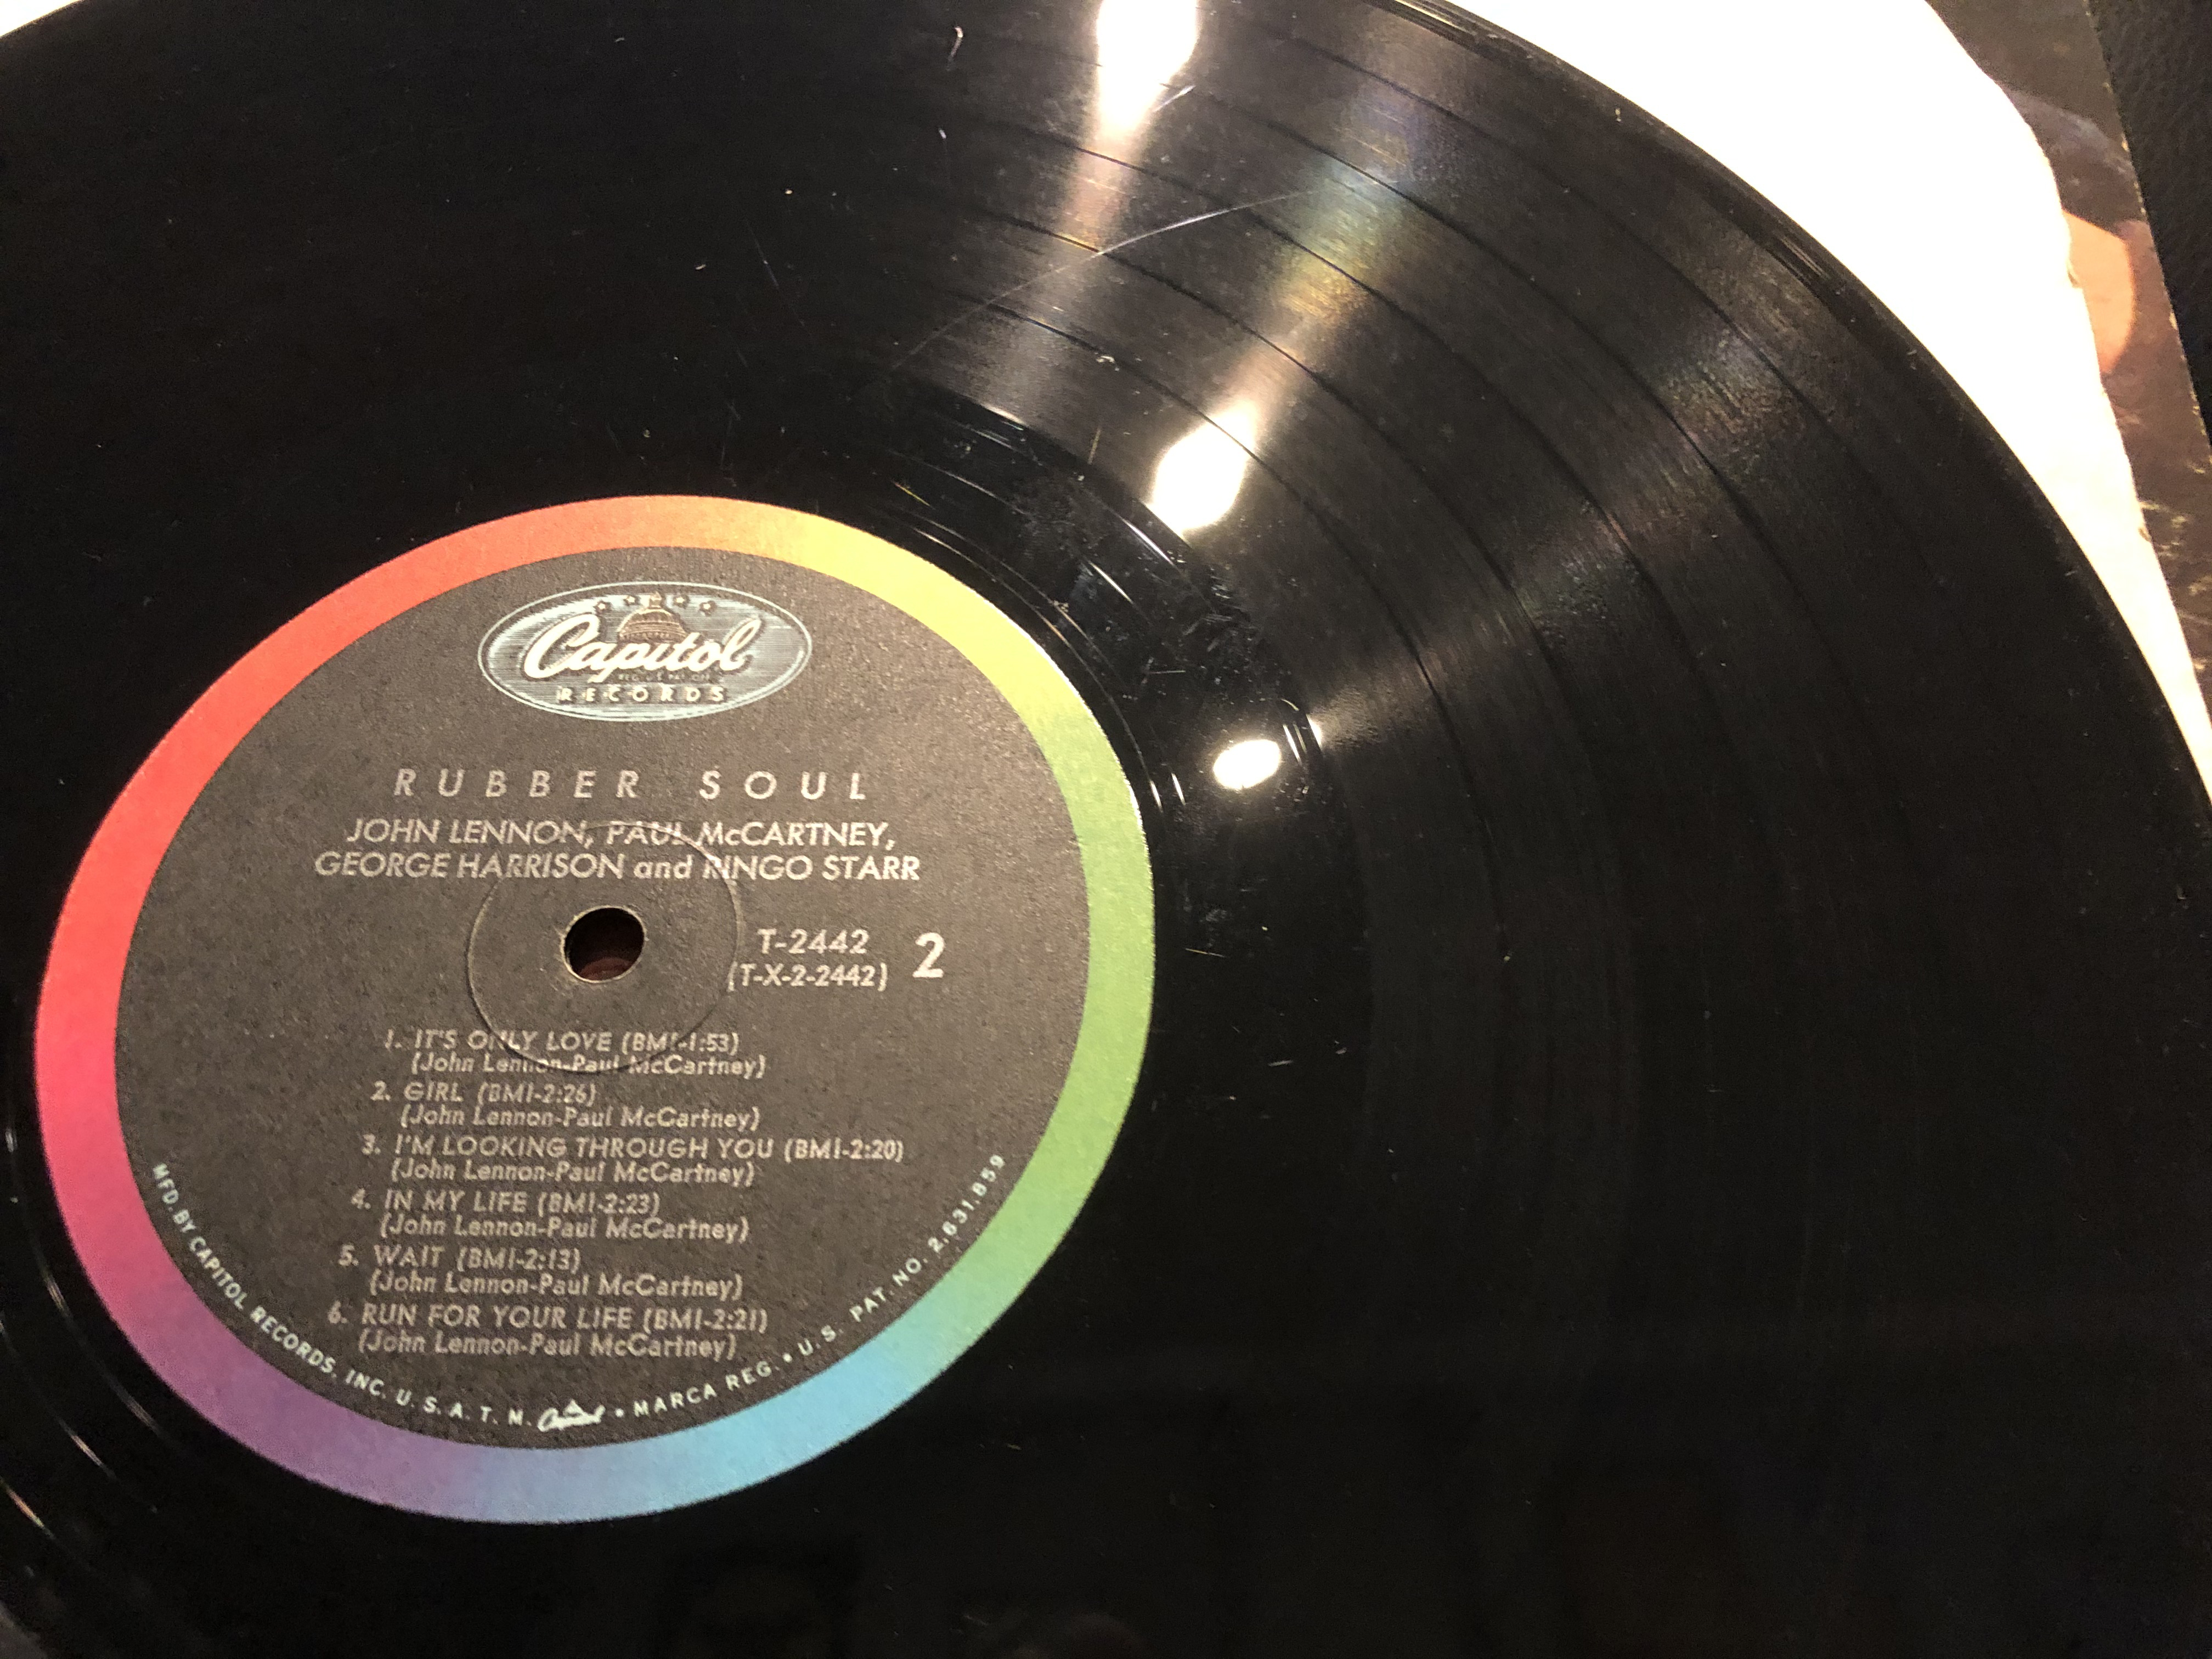 Capitol
REG. U.S. PAT. OFF.
RECORDS
RUBBER SOUL
JOHN LENNON, PAUL McCARTNEY,
GEORGE HARRISON and RINGO STARR
T-2442
(T-X-2-2442)
2
1. IT'S ONLY LOVE (BMI-1:53)
(John Lennon-Paul McCartney)
2. GIRL (BMI-2:26)
(John Lennon-Paul McCartney)
3. I'M LOOKING THROUGH YOU (BMI-2:20)
(John Lennon-Paul McCartney)
4. IN MY LIFE (BMI-2:23)
(John Lennon-Paul McCartney)
5. WAIT (BMI-2:13)
(John Lennon-Paul McCartney)
6. RUN FOR YOUR LIFE (BMI-2:21)
(John Lennon-Paul McCartney)
MFD. BY CAPITOL RECORDS, INC. U. S. A. T. M. Capitol • MARCA REG. • U. S. PAT. NO. 2,631,859